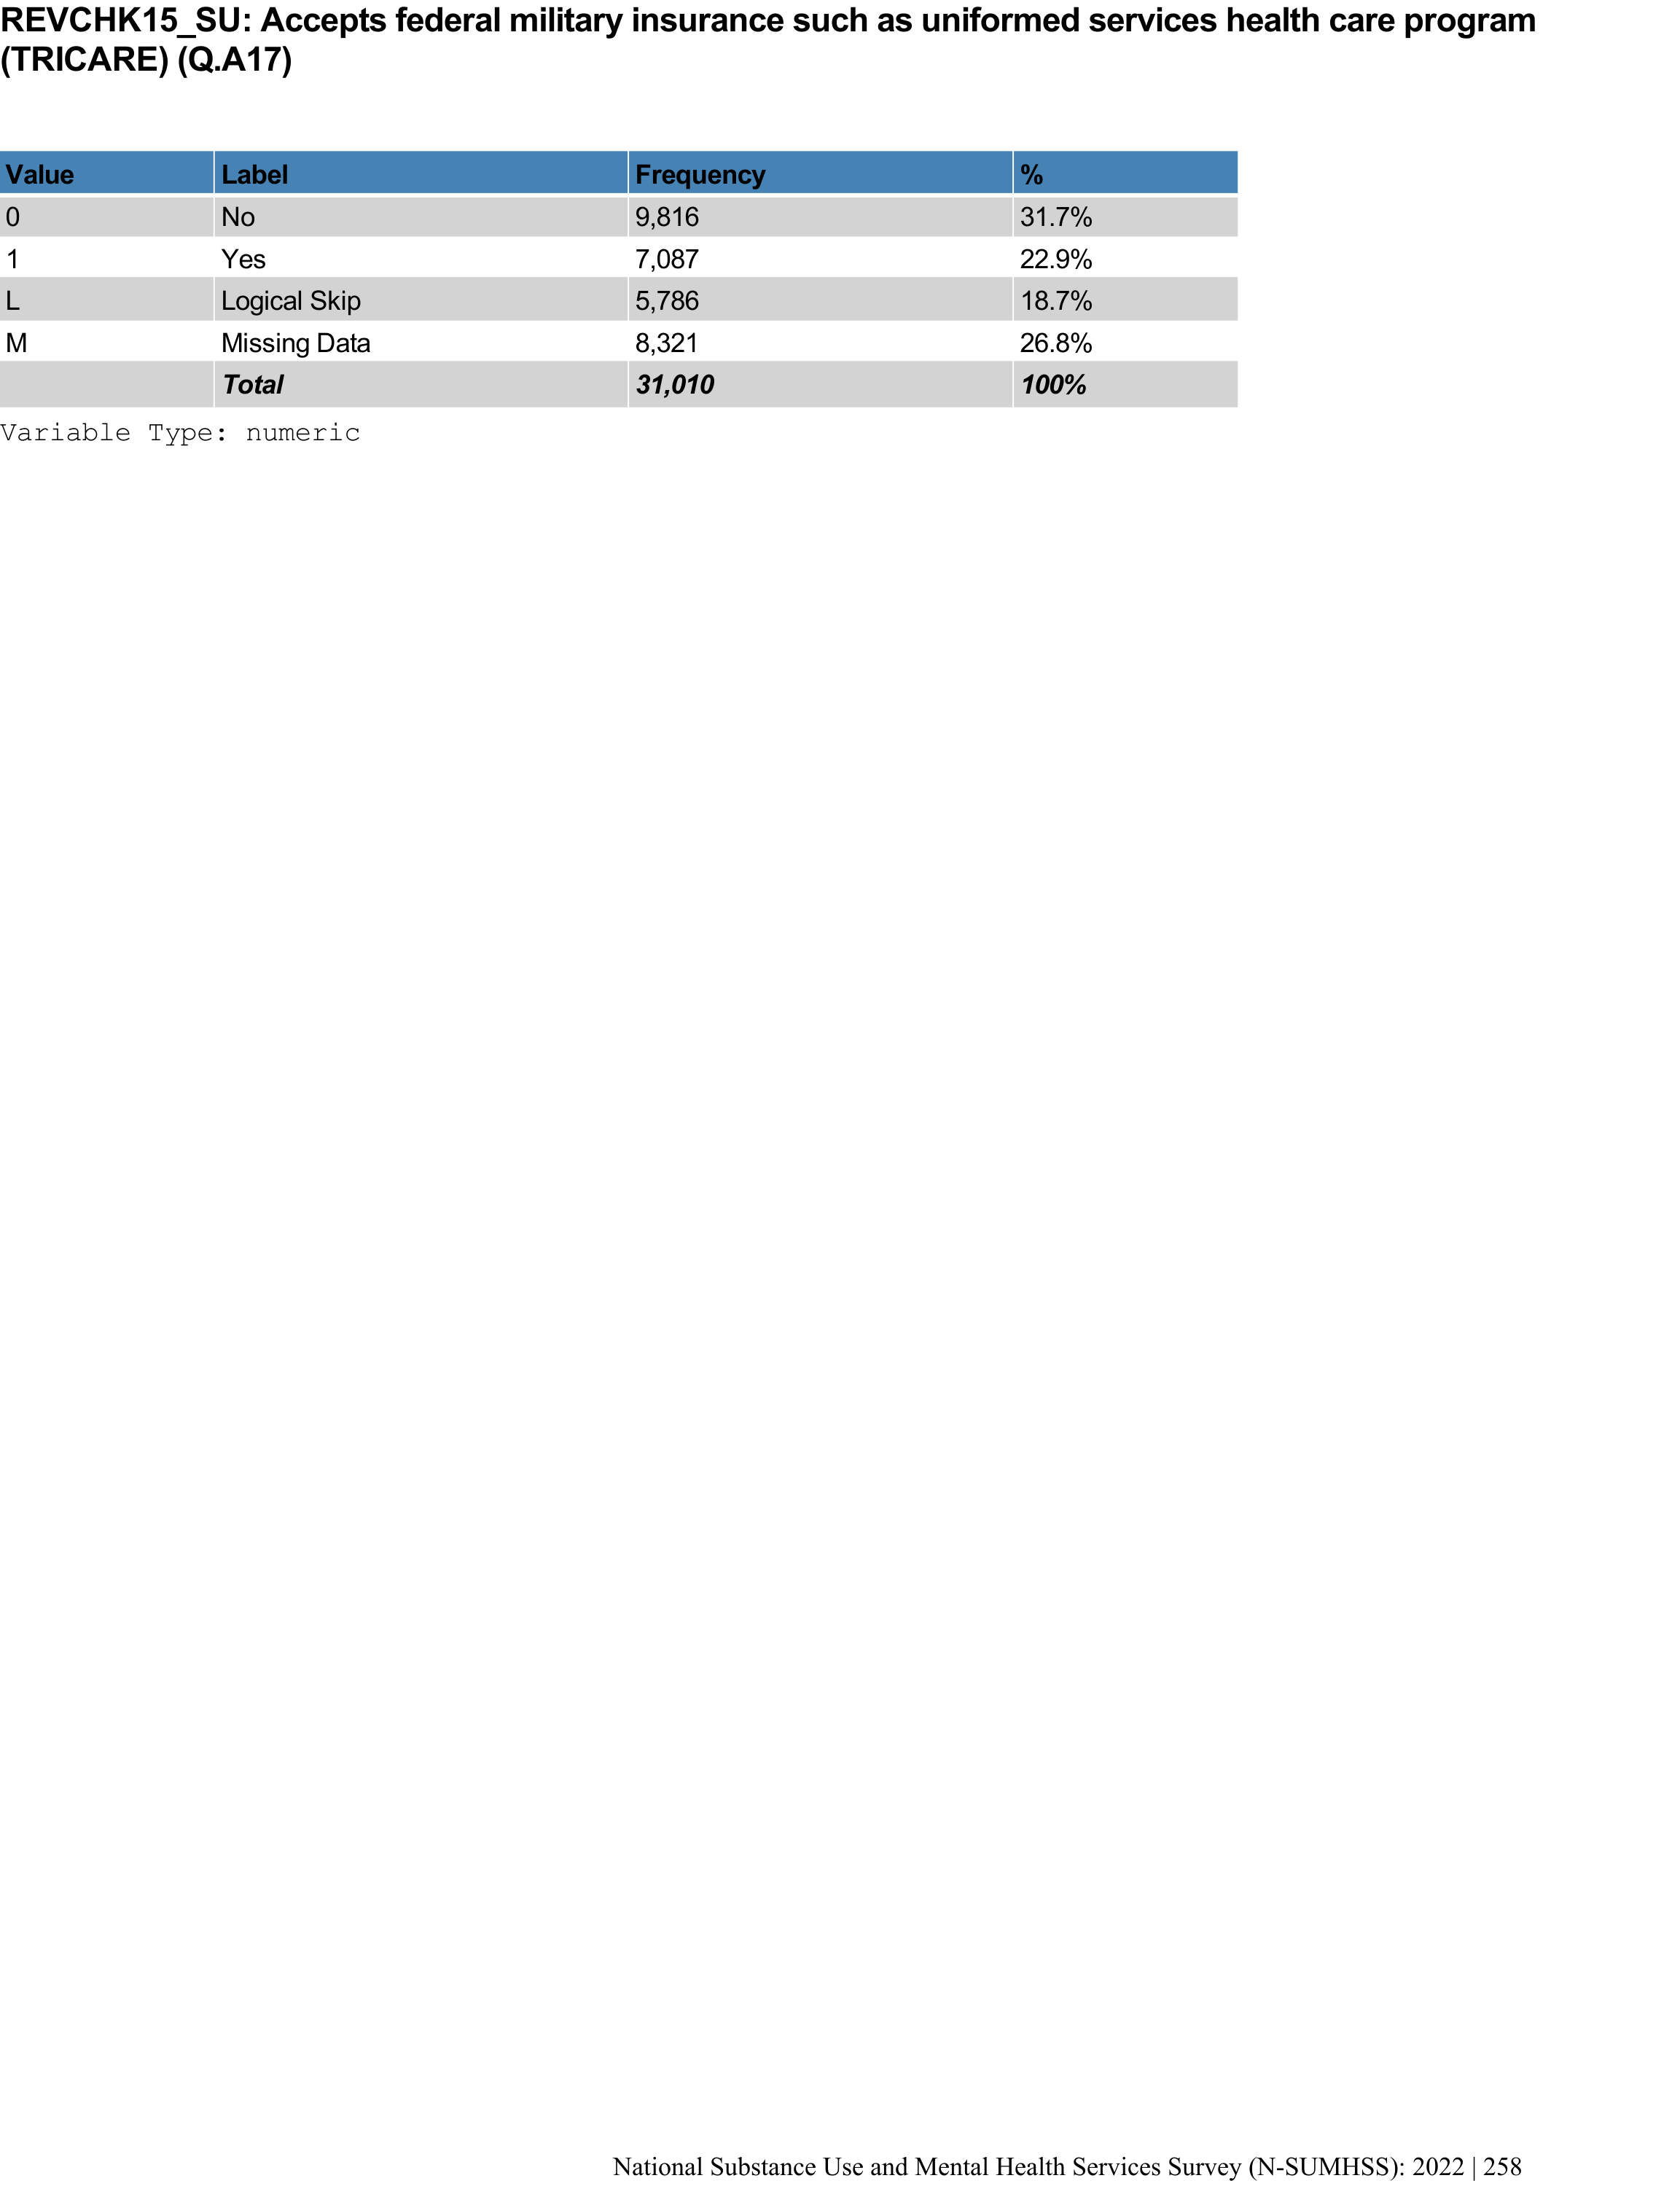 REVCHK15_SU: Accepts federal military insurance such as uniformed services health care program
(TRICARE) (Q.A17)
Value Label Frequency %
0 No 9,816 31.7%
1 Yes 7,087 22.9%
L Logical Skip 5,786 18.7%
M Missing Data 8,321 26.8%
Total 31,010 100%
Variable Type: numeric
National Substance Use and Mental Health Services Survey (N-SUMHSS): 2022 | 258